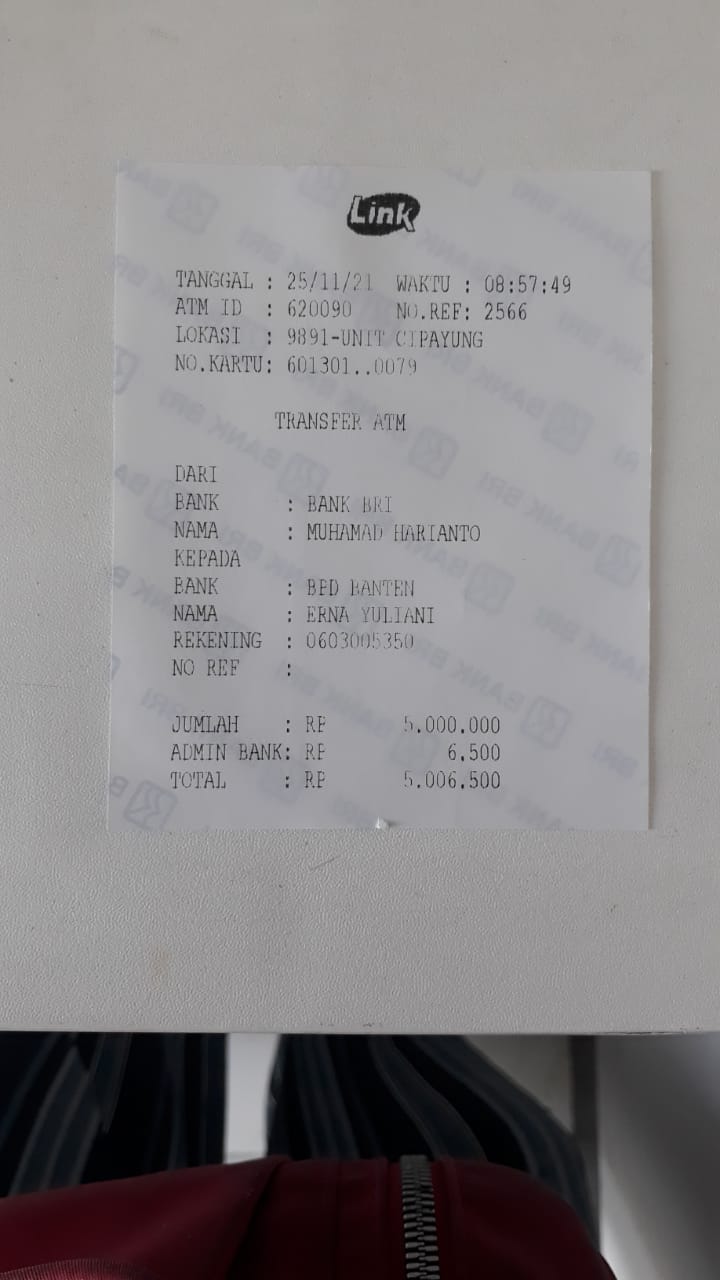 Link
TANGGAL : 25/11/21 WAKTU : 08:57:49
ATM ID : 620090 NO.REF: 2566
LOKASI : 9891-UNIT CIPAYUNG
NO.KARTU: 601301..0079
TRANSFER ATM
DARI
BANK : BANK BRI
NAMA : MUHAMAD HARIANTO
KEPADA
BANK : BPD BANTEN
NAMA : ERNA YULIANI
REKENING : 0603005350
NO REF :
JUMLAH : RP 5.000.000
ADMIN BANK: RP 6.500
TOTAL : RP 5.006.500